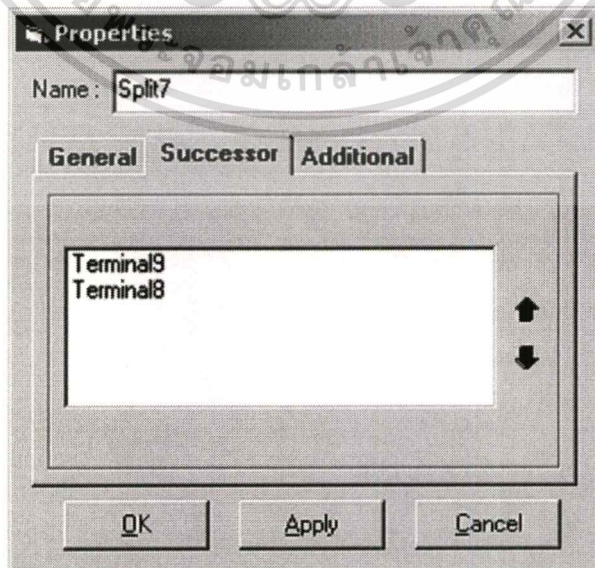 Properties
Name : Split7
General Successor Additional
Terminal9
Terminal8
OK Apply Cancel